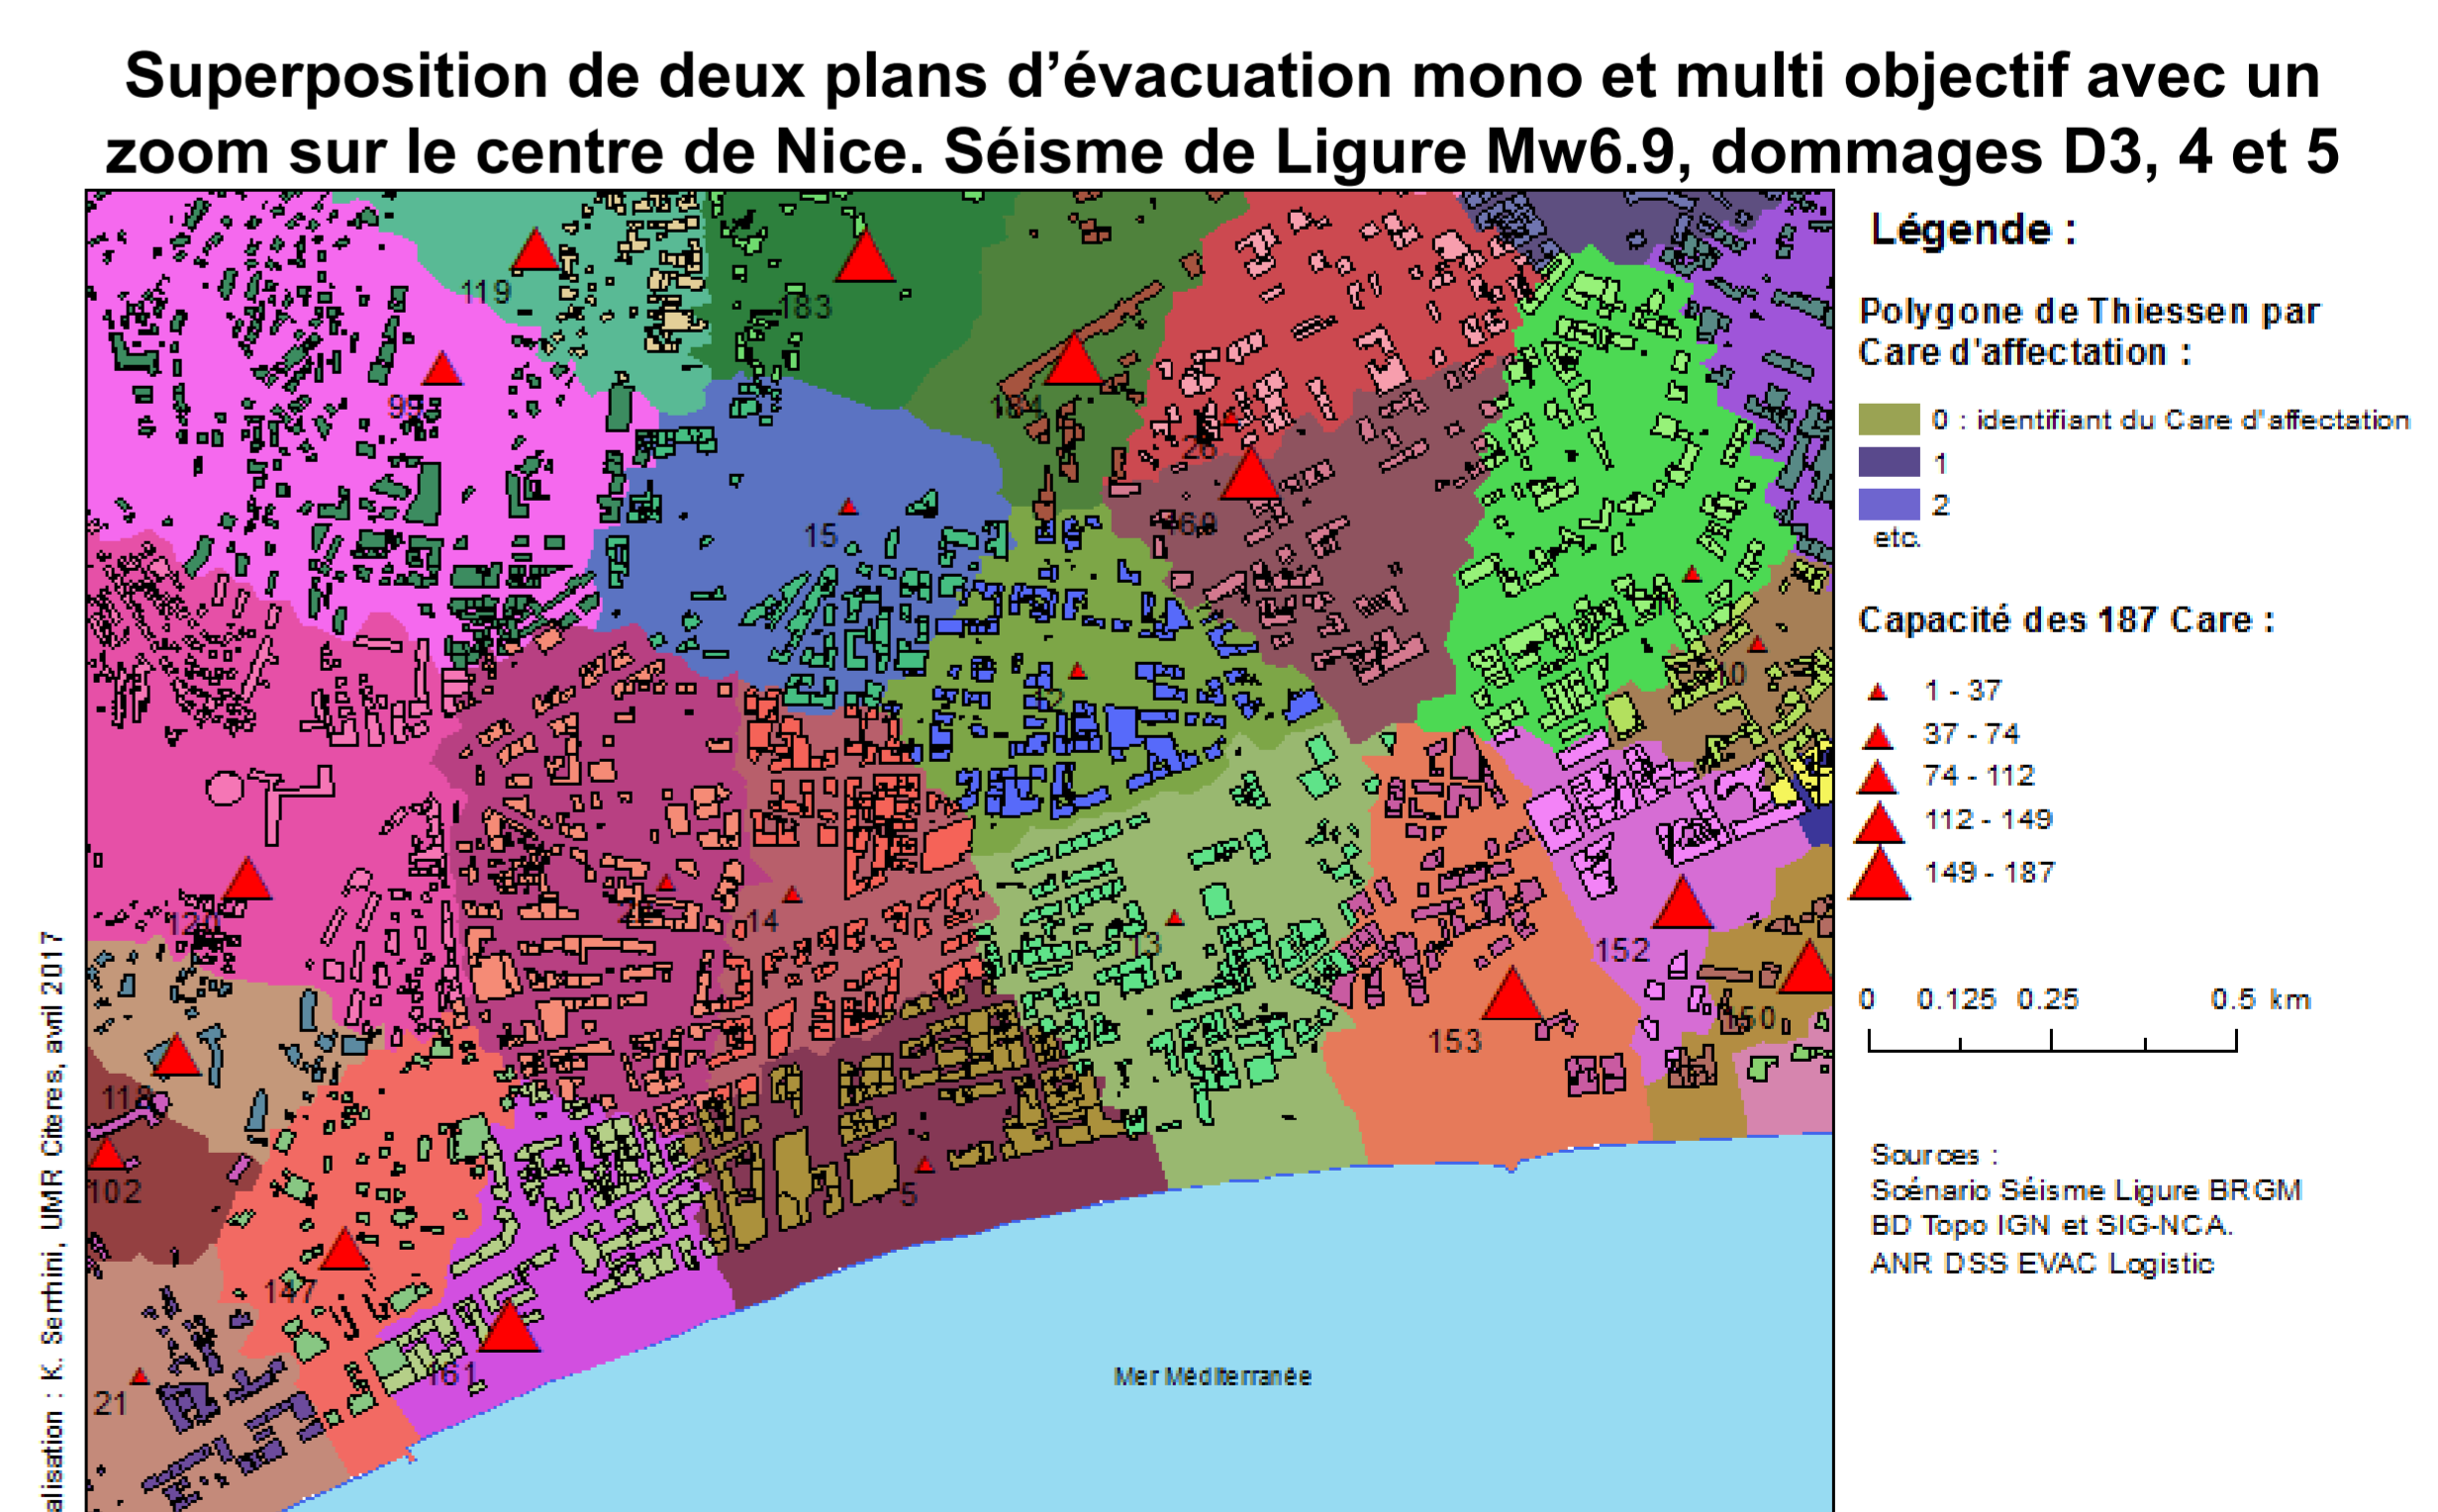 Superposition de deux plans d’évacuation mono et multi objectif avec un
zoom sur le centre de Nice. Séisme de Ligure Mw6.9, dommages D3, 4 et 5
119
183
15
14
13
5
10
152
153
118
102
147
161
21
Mer Méditerranée
alisation : K. Serrhini, UMR Citeres, avril 2017
Légende :
Polygone de Thiessen par
Care d'affectation :
0 : identifiant du Care d'affectation
1
2
etc.
Capacité des 187 Care :
1 - 37
37 - 74
74 - 112
112 - 149
149 - 187
0 0.125 0.25 0.5 km
Sources :
Scénario Séisme Ligure BRGM
BD Topo IGN et SIG-NCA.
ANR DSS EVAC Logistic